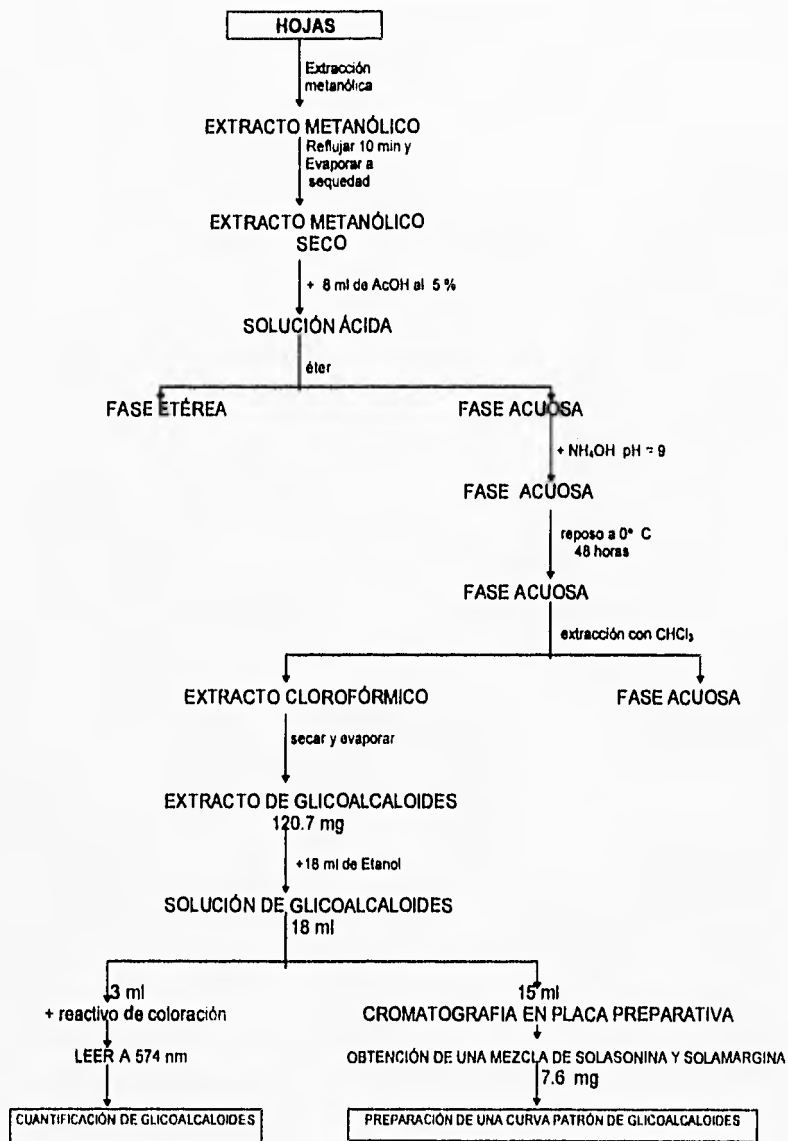 HOJAS
Extracción
metanólica
EXTRACTO METANÓLICO
Reflujar 10 min y
Evaporar a
sequedad
EXTRACTO METANÓLICO
SECO
+ 8 ml de AcOH al 5 %
SOLUCIÓN ÁCIDA
éter
FASE ETÉREA
FASE ACUOSA
+ NH₄OH pH = 9
FASE ACUOSA
reposo a 0° C
48 horas
FASE ACUOSA
extracción con CHCl₃
EXTRACTO CLOROFÓRMICO
FASE ACUOSA
secar y evaporar
EXTRACTO DE GLICOALCALOIDES
120.7 mg
+18 ml de Etanol
SOLUCIÓN DE GLICOALCALOIDES
18 ml
3 ml
+ reactivo de coloración
LEER A 574 nm
CUANTIFICACIÓN DE GLICOALCALOIDES
15 ml
CROMATOGRAFIA EN PLACA PREPARATIVA
OBTENCIÓN DE UNA MEZCLA DE SOLASONINA Y SOLAMARGINA
7.6 mg
PREPARACIÓN DE UNA CURVA PATRÓN DE GLICOALCALOIDES